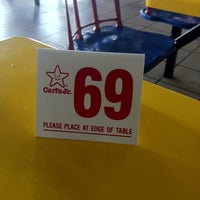 Carl's Jr.
69
PLEASE PLACE AT EDGE OF TABLE